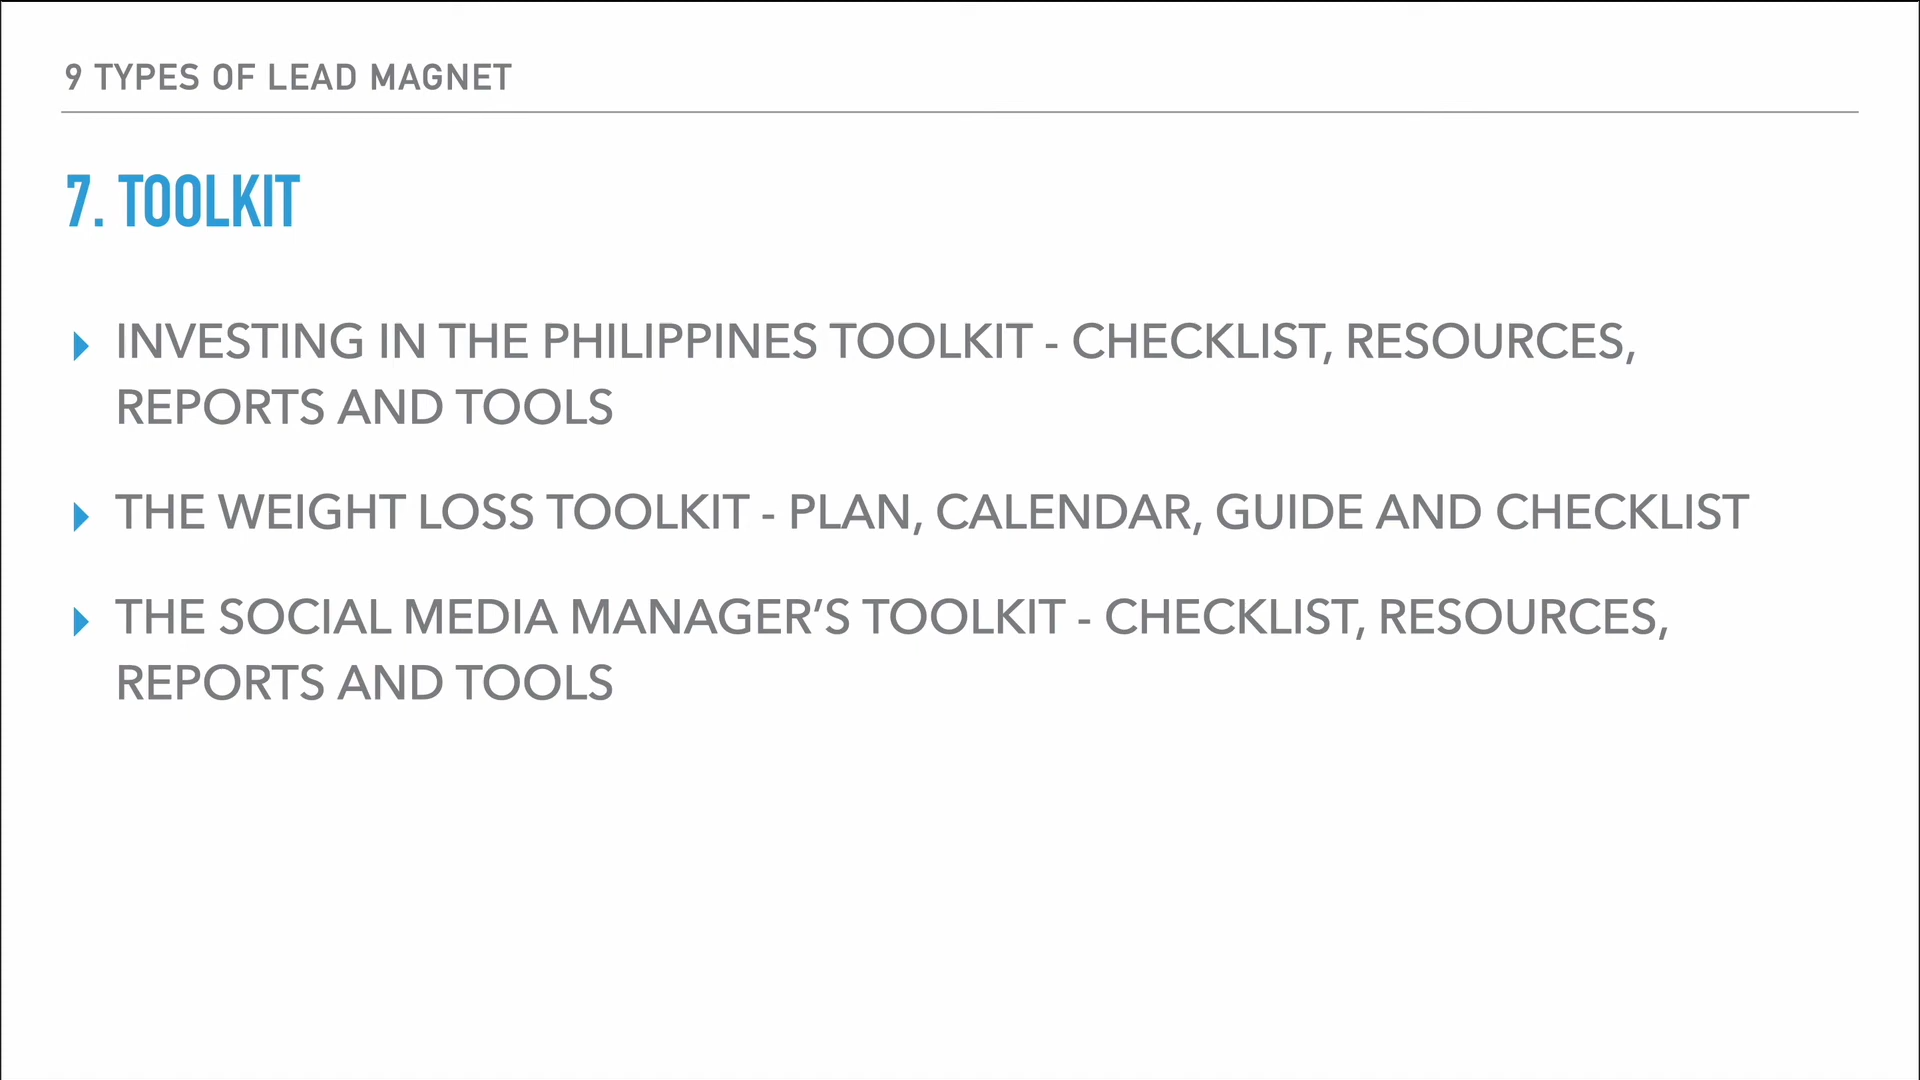 9 TYPES OF LEAD MAGNET
7. TOOLKIT
INVESTING IN THE PHILIPPINES TOOLKIT - CHECKLIST, RESOURCES,
REPORTS AND TOOLS
THE WEIGHT LOSS TOOLKIT - PLAN, CALENDAR, GUIDE AND CHECKLIST
THE SOCIAL MEDIA MANAGER’S TOOLKIT - CHECKLIST, RESOURCES,
REPORTS AND TOOLS